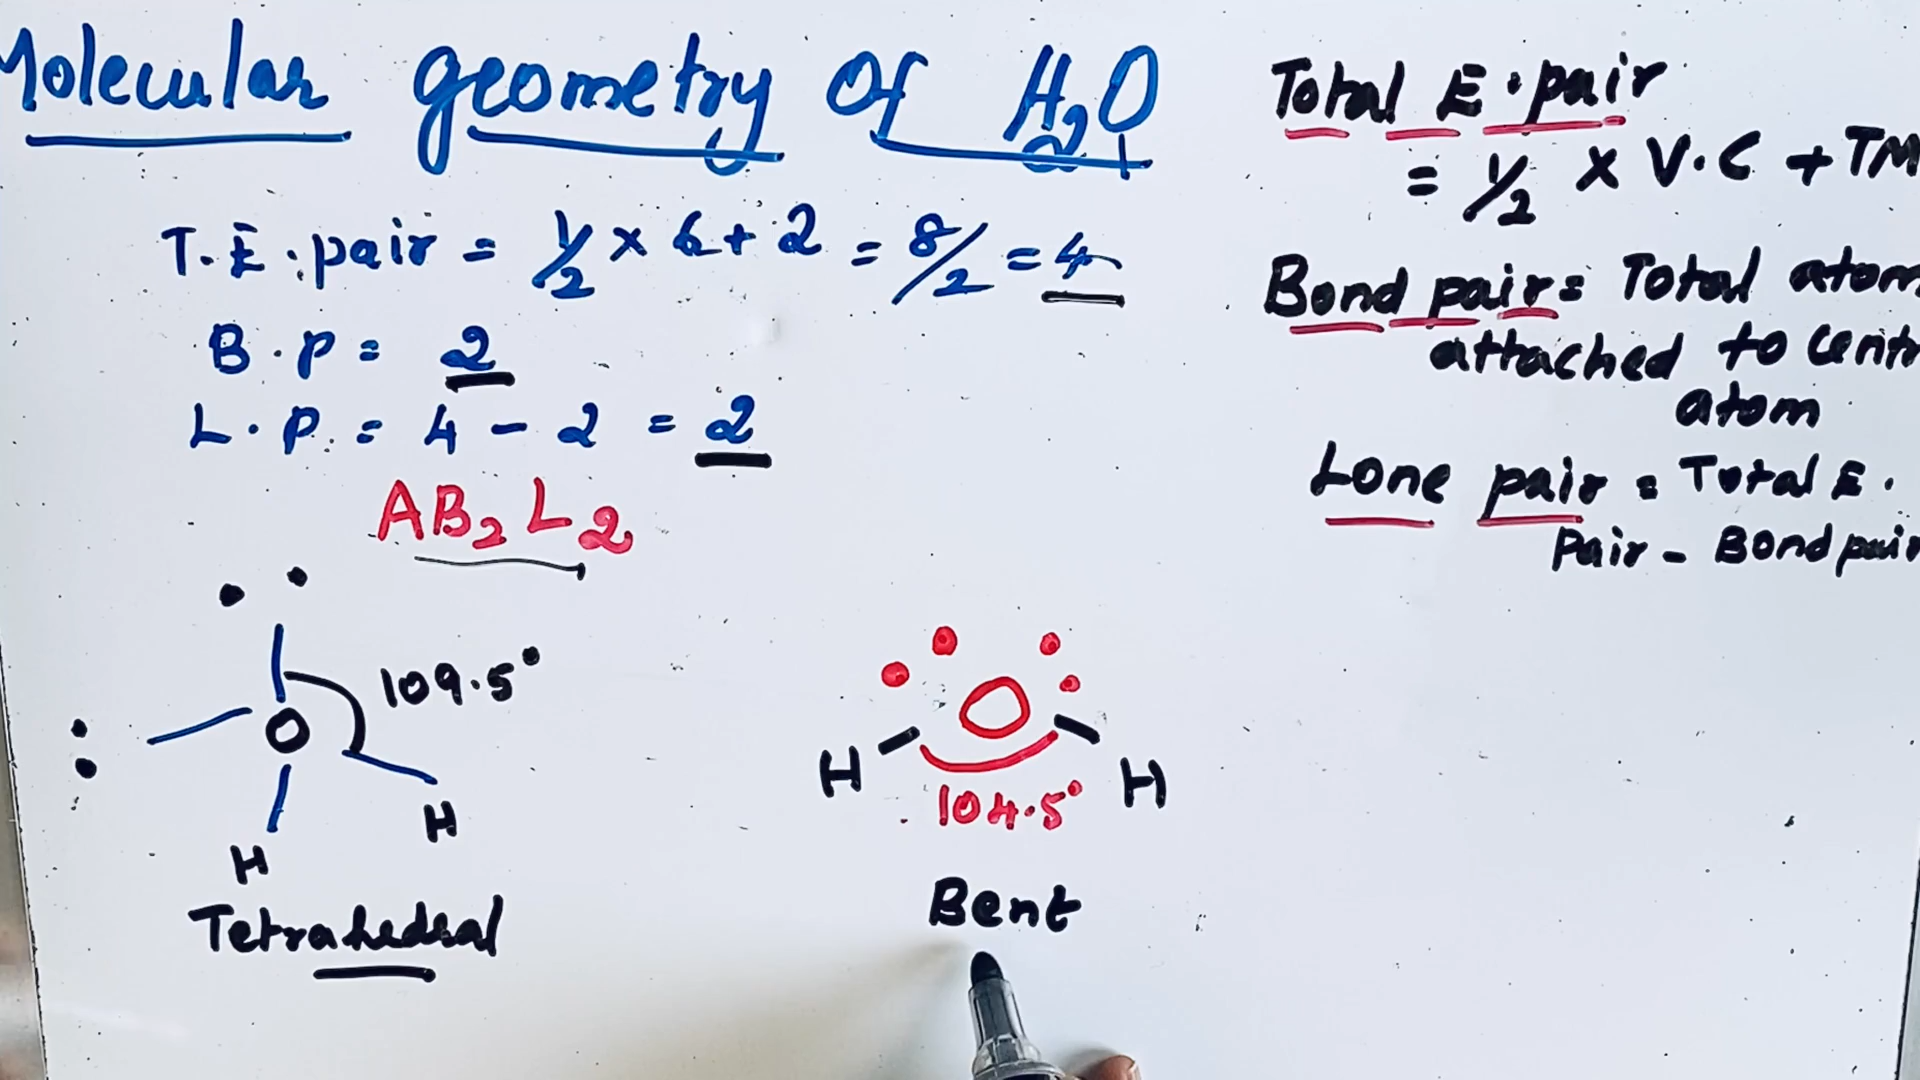 Molecular geometry of H2O
T.E.pair = 1/2 x 6 + 2 = 8/2 = 4
B.P = 2
L.P. = 4 - 2 = 2
AB2L2
109.5°
O
H
H
Tetrahedral
O
H
H
104.5°
Bent
Total E.pair
= 1/2 x V.C + TM
Bond pair = Total atom
attached to centr
atom
Lone pair = Total E.
Pair - Bond pair